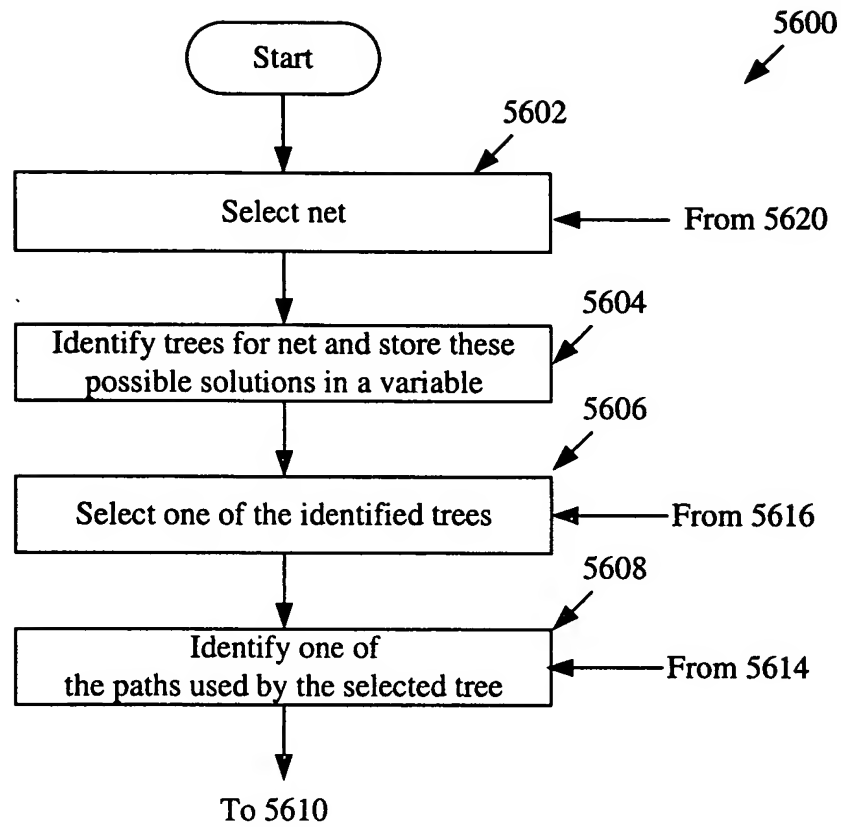 5600
Start
5602
Select net
From 5620
5604
Identify trees for net and store these
possible solutions in a variable
5606
Select one of the identified trees
From 5616
5608
Identify one of
the paths used by the selected tree
From 5614
To 5610